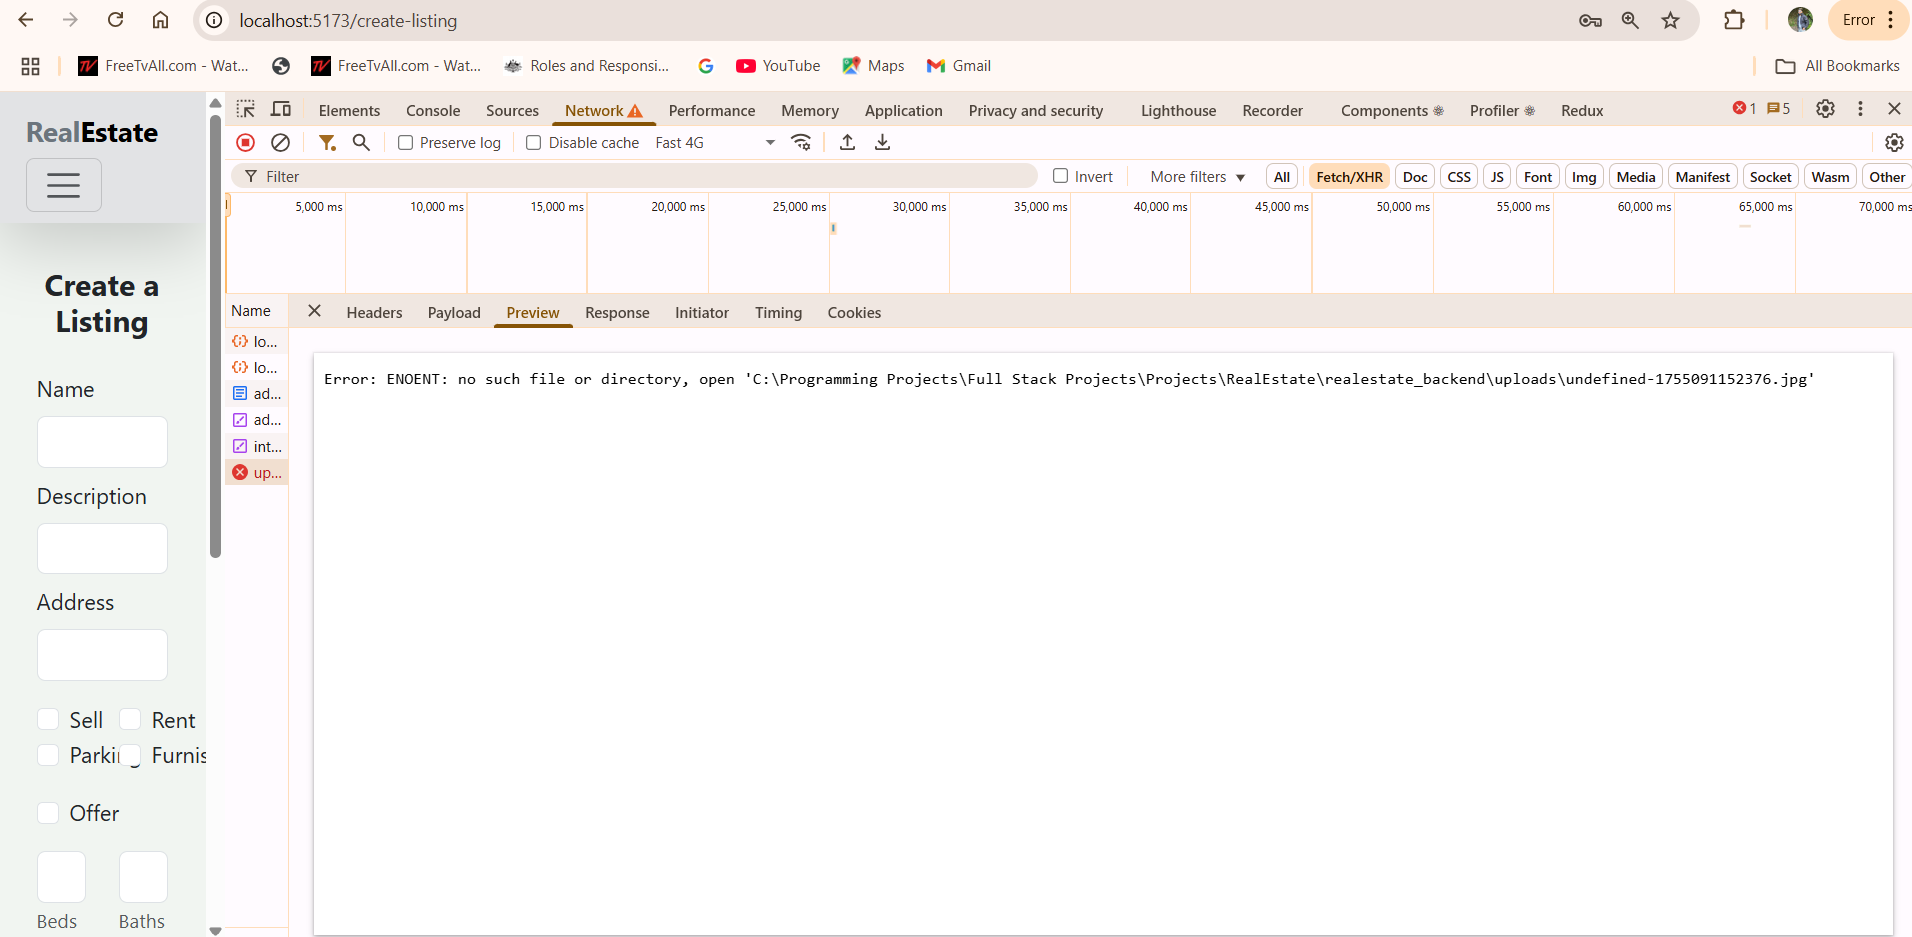 localhost:5173/create-listing
Error
FreeTvAll.com - Wat...
FreeTvAll.com - Wat...
Roles and Responsi...
YouTube
Maps
Gmail
All Bookmarks
RealEstate
Create a
Listing
Name
Description
Address
Sell Rent
Parking Furnis
Offer
Beds Baths
Elements Console Sources Network Performance Memory Application Privacy and security Lighthouse Recorder Components Profiler Redux 1 5
Preserve log Disable cache Fast 4G
Filter Invert More filters All Fetch/XHR Doc CSS JS Font Img Media Manifest Socket Wasm Other
5,000 ms 10,000 ms 15,000 ms 20,000 ms 25,000 ms 30,000 ms 35,000 ms 40,000 ms 45,000 ms 50,000 ms 55,000 ms 60,000 ms 65,000 ms 70,000 ms
Name
lo...
lo...
ad...
ad...
int...
up...
Headers Payload Preview Response Initiator Timing Cookies
Error: ENOENT: no such file or directory, open 'C:\Programming Projects\Full Stack Projects\Projects\RealEstate\realestate_backend\uploads\undefined-1755091152376.jpg'